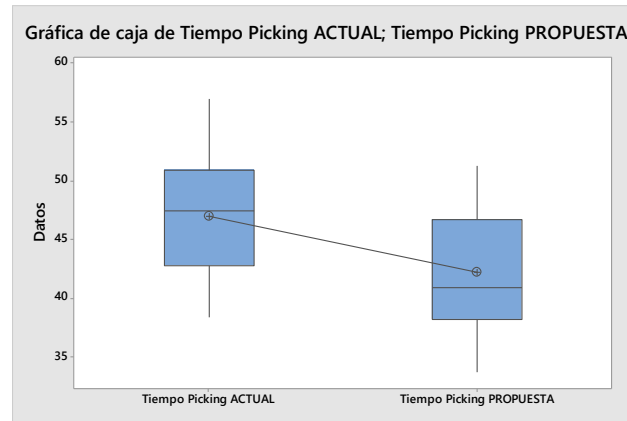 Gráfica de caja de Tiempo Picking ACTUAL; Tiempo Picking PROPUESTA
60
55
50
45
40
35
Datos
Tiempo Picking ACTUAL
Tiempo Picking PROPUESTA